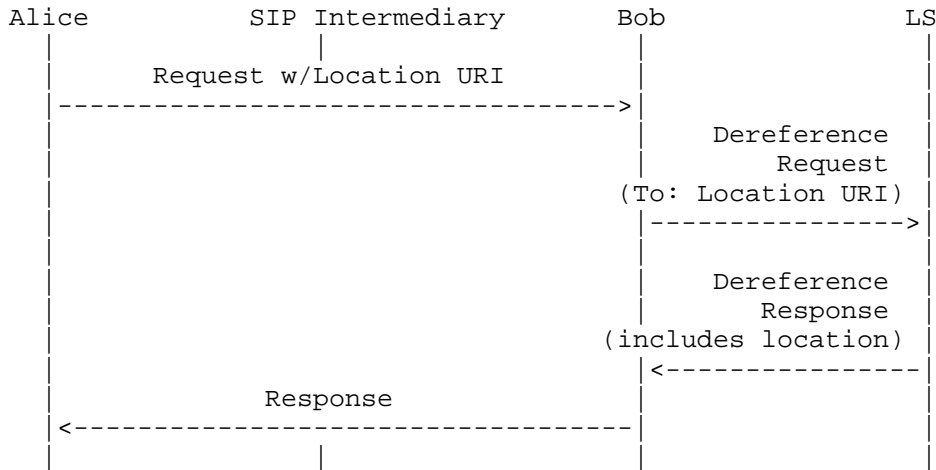 Alice SIP Intermediary Bob LS
Request w/Location URI
Dereference
Request
(To: Location URI)
Dereference
Response
(includes location)
Response